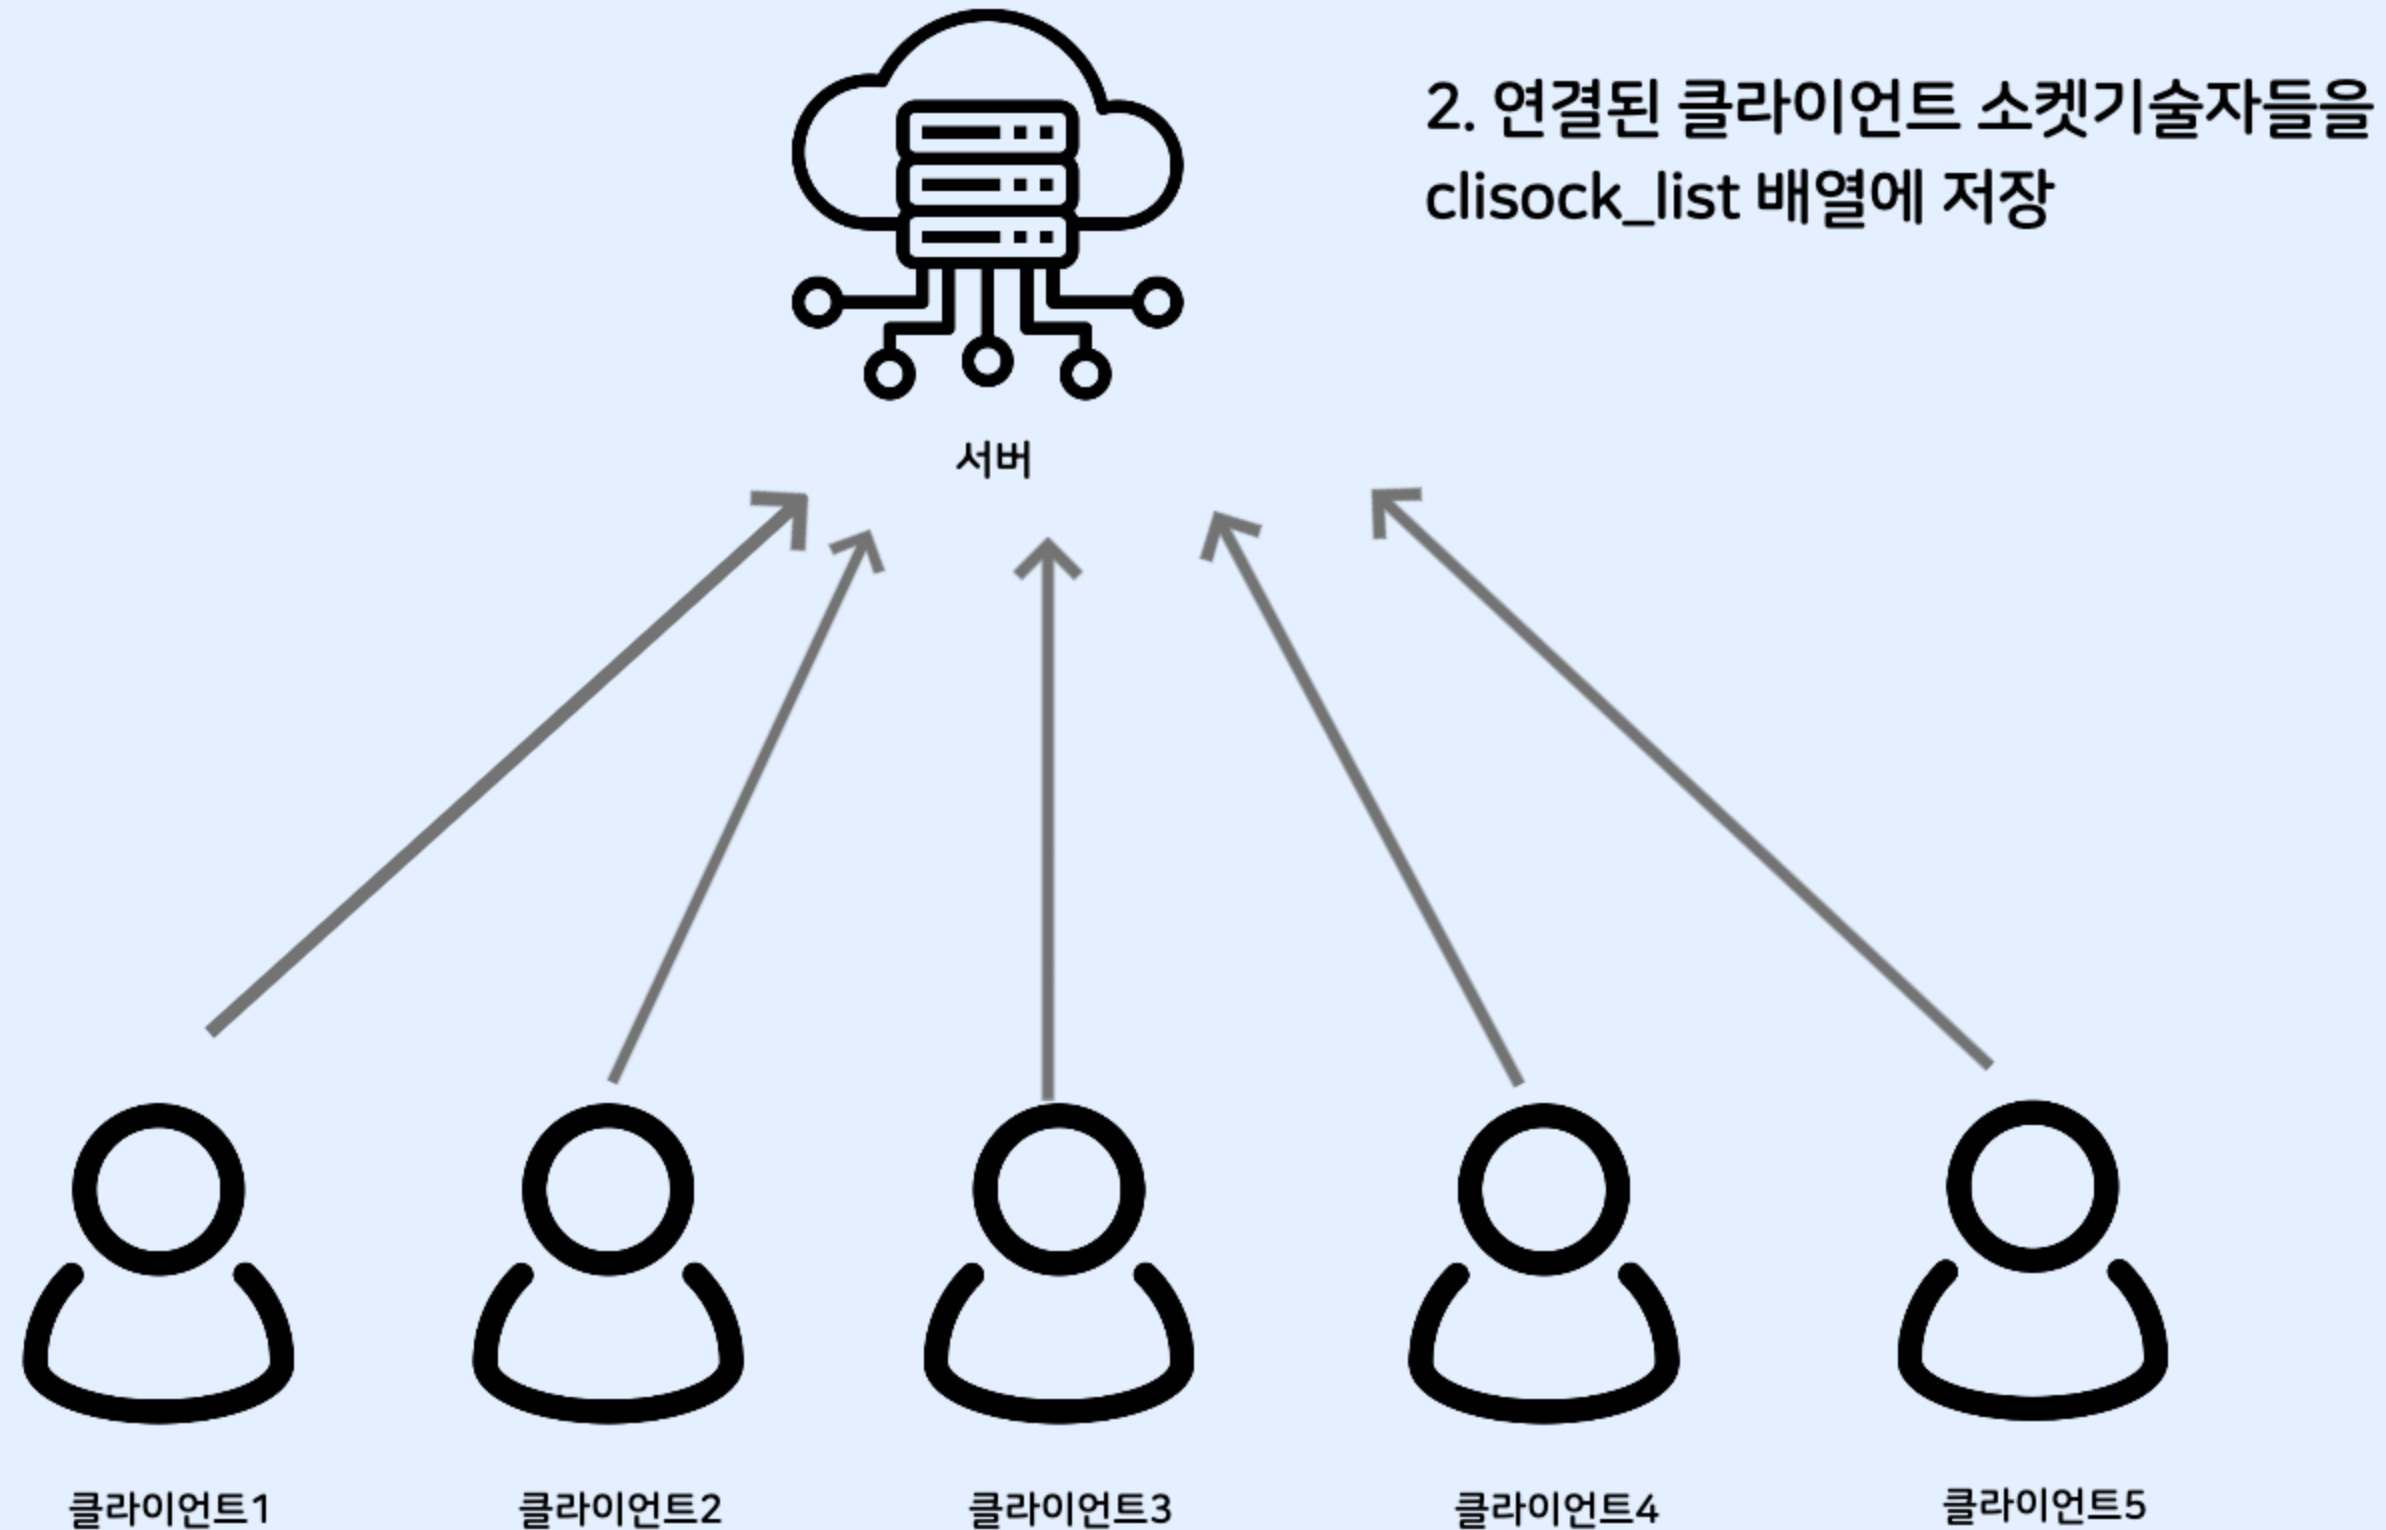 2. 연결된 클라이언트 소켓기술자들을
clisock_list 배열에 저장
서버
클라이언트1
클라이언트2
클라이언트3
클라이언트4
클라이언트5